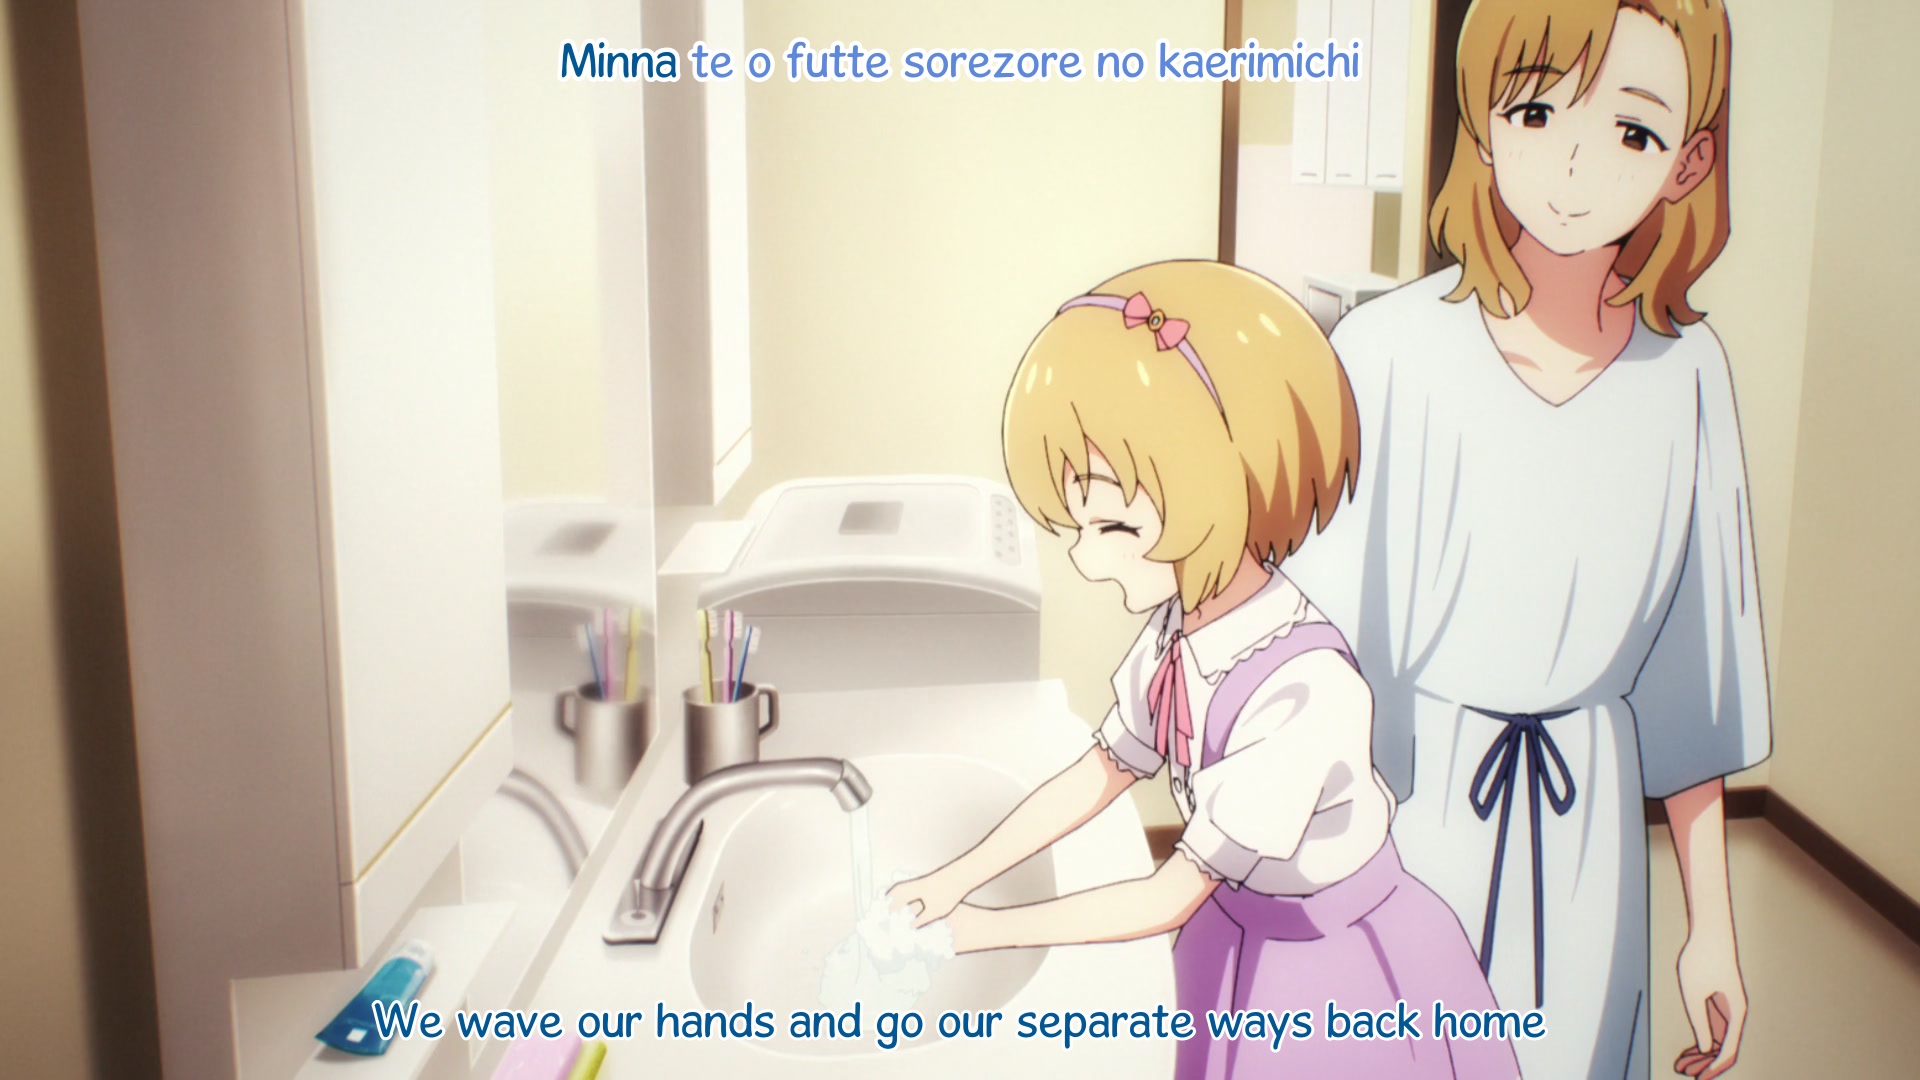 Minna te o futte sorezore no kaerimichi
We wave our hands and go our separate ways back home